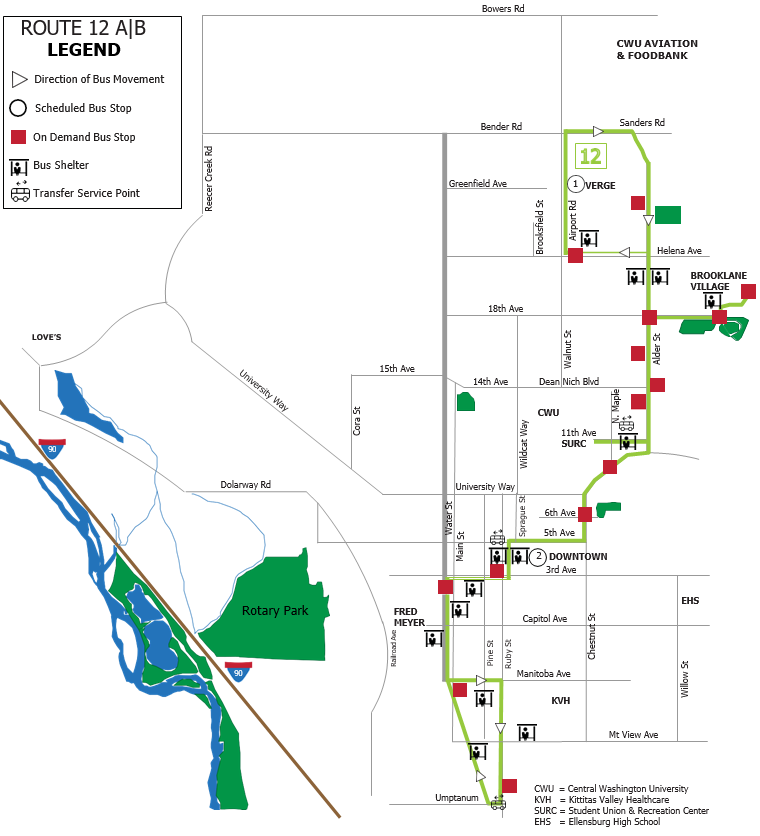 ROUTE 12 A|B
LEGEND
Direction of Bus Movement
Scheduled Bus Stop
On Demand Bus Stop
Bus Shelter
Transfer Service Point
Bowers Rd
CWU AVIATION
& FOODBANK
Bender Rd
Sanders Rd
12
Reecer Creek Rd
Greenfield Ave
1
VERGE
Brooksfield St
Airport Rd
Helena Ave
BROOKLANE
VILLAGE
18th Ave
LOVE'S
Walnut St
Alder St
15th Ave
14th Ave
Dean Nich Blvd
University Way
Cora St
CWU
N. Maple
Wildcat Way
11th Ave
SURC
90
Dolarway Rd
University Way
Water St
Main St
Sprague St
6th Ave
5th Ave
2
DOWNTOWN
3rd Ave
Rotary Park
FRED
MEYER
EHS
Capitol Ave
Railroad Ave
Pine St
Ruby St
Chestnut St
Willow St
90
Manitoba Ave
KVH
Mt View Ave
Umptanum
CWU = Central Washington University
KVH = Kittitas Valley Healthcare
SURC = Student Union & Recreation Center
EHS = Ellensburg High School